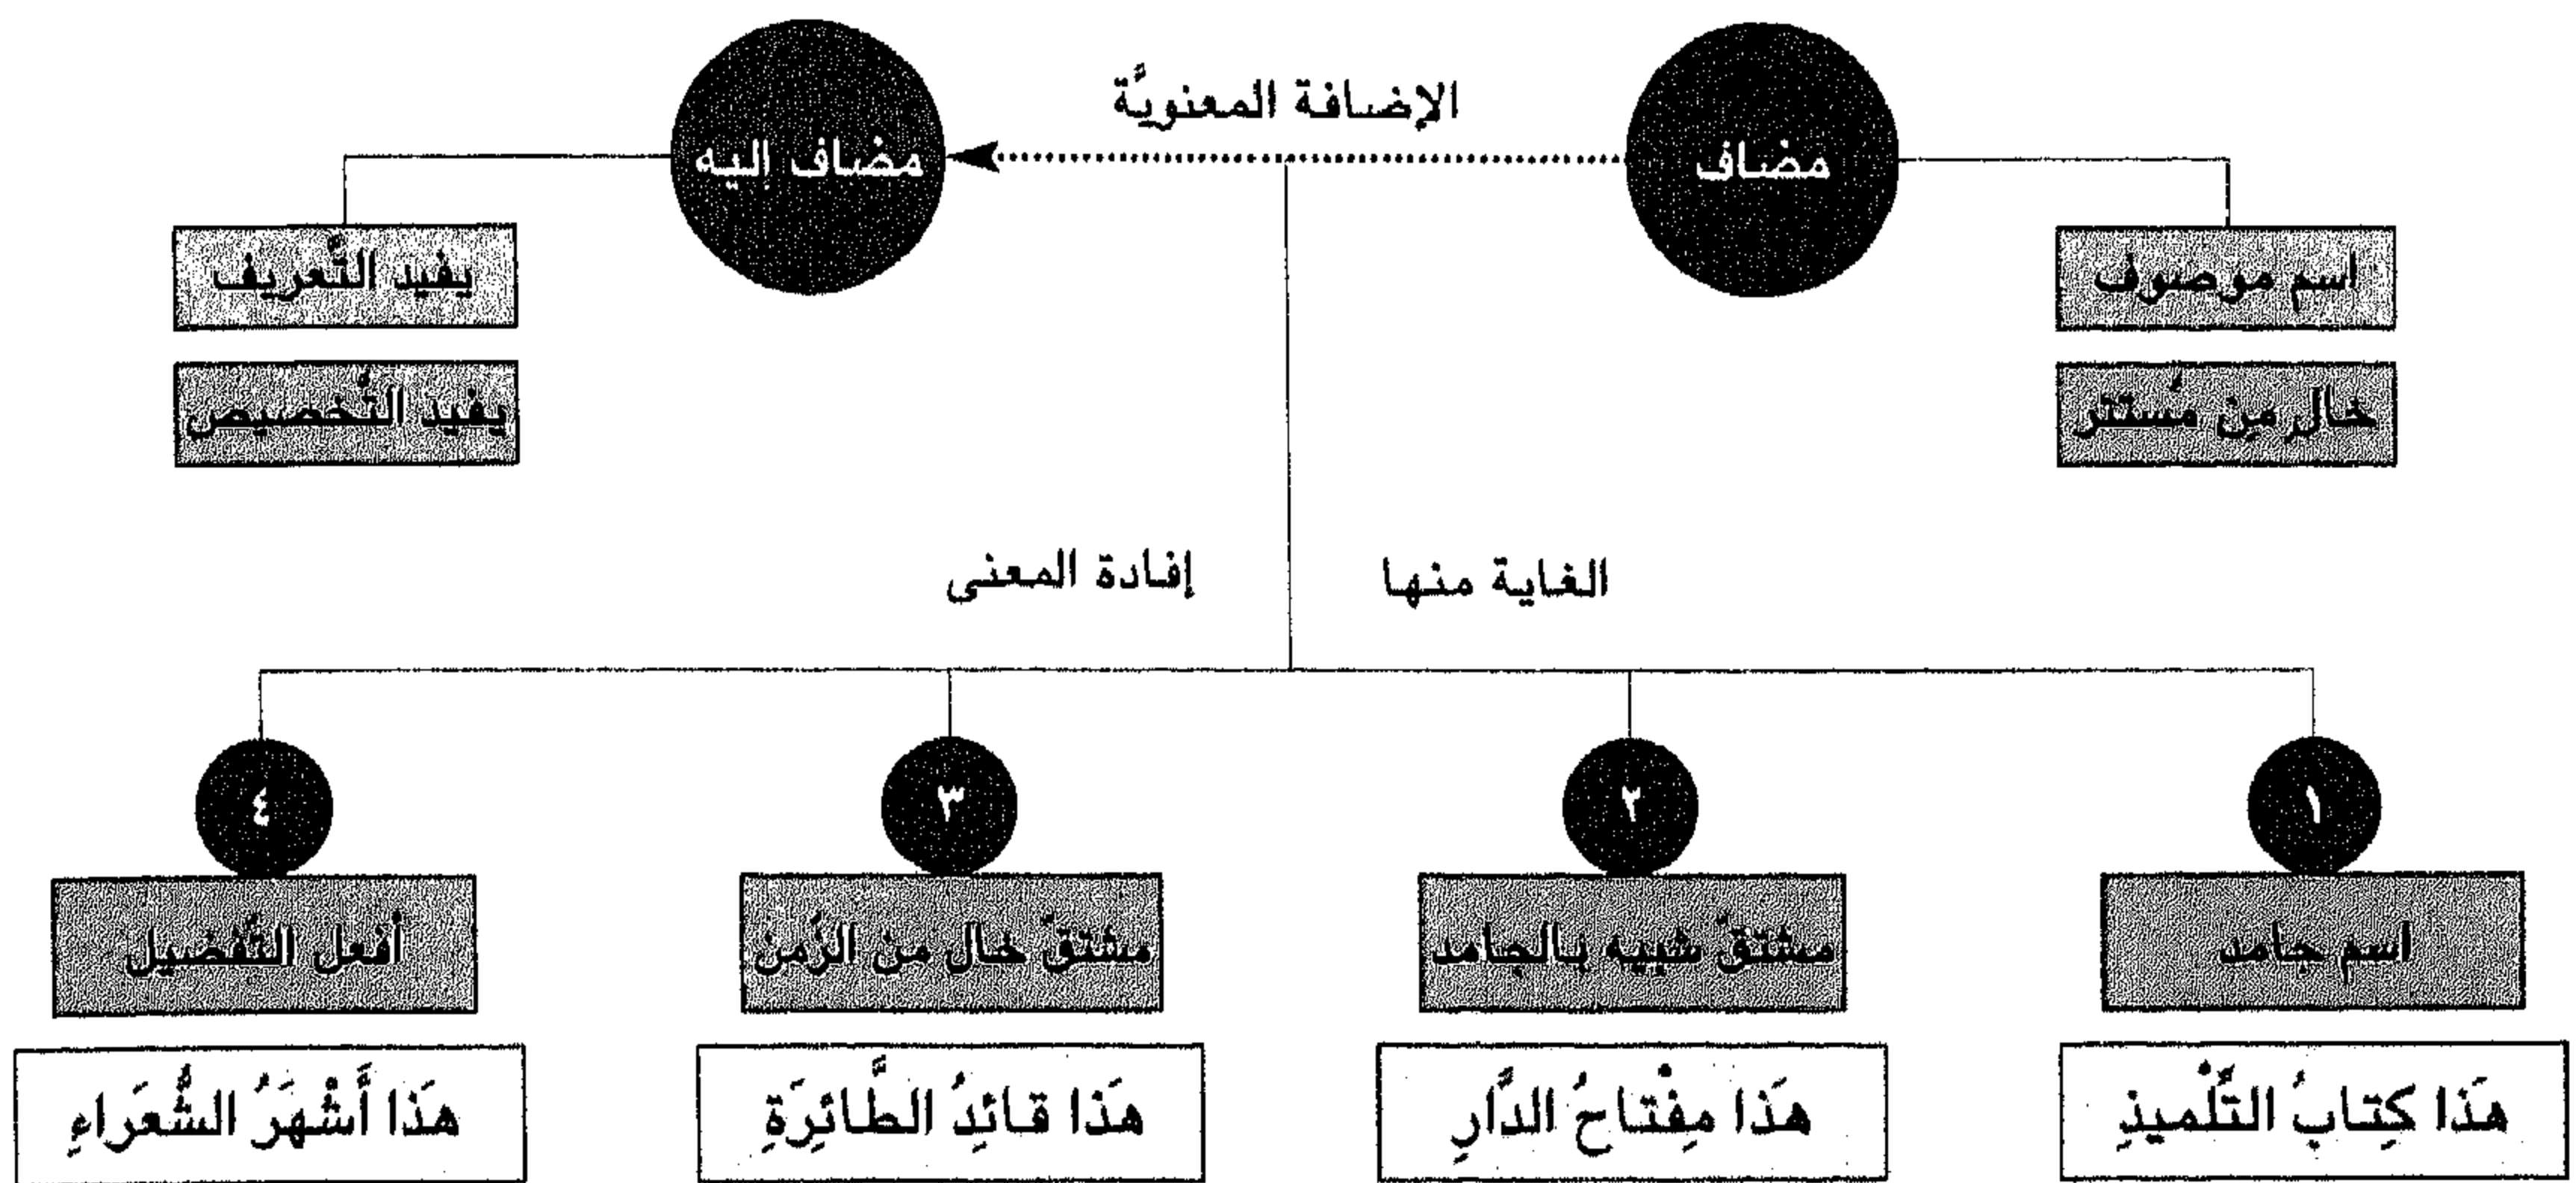 الإضافة المعنويَّة
مضاف
مضاف إليه
اسم موصوف
خالٍ مِنْ مُستتر
يفيد التَّعريف
يفيد التَّخصيص
الغاية منها
إفادة المعنى
١
اسم جامد
هَذا كِتابُ التِّلْميذِ
٢
مشتقّ شبيه بالجامد
هَذا مِفْتاحُ الدَّارِ
٣
مشتقّ خال من الزَّمن
هَذا قائِدُ الطَّائِرَةِ
٤
أفعل التَّفضيل
هَذا أَشْهَرُ الشُّعَراءِ